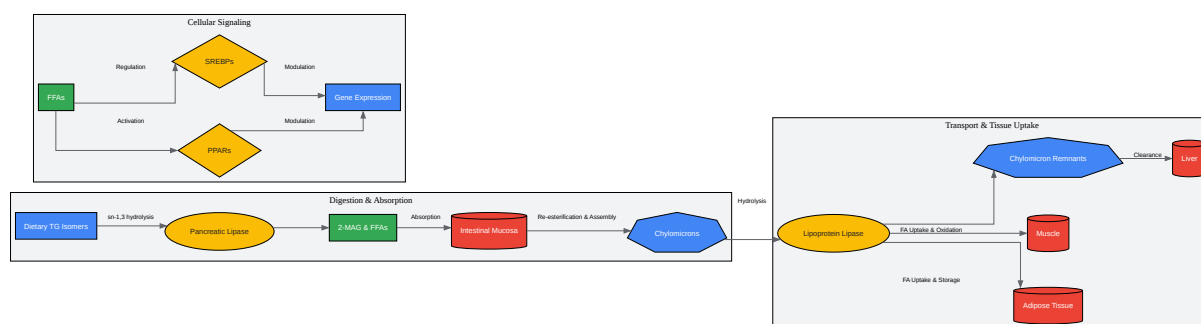 Cellular Signaling
SREBPs
Regulation
Modulation
FFAs
Gene Expression
Activation
Modulation
PPARs
Digestion & Absorption
Dietary TG Isomers
sn-1,3 hydrolysis
Pancreatic Lipase
2-MAG & FFAs
Absorption
Intestinal Mucosa
Re-esterification & Assembly
Chylomicrons
Hydrolysis
Transport & Tissue Uptake
Chylomicron Remnants
Clearance
Liver
Lipoprotein Lipase
FA Uptake & Oxidation
Muscle
FA Uptake & Storage
Adipose Tissue